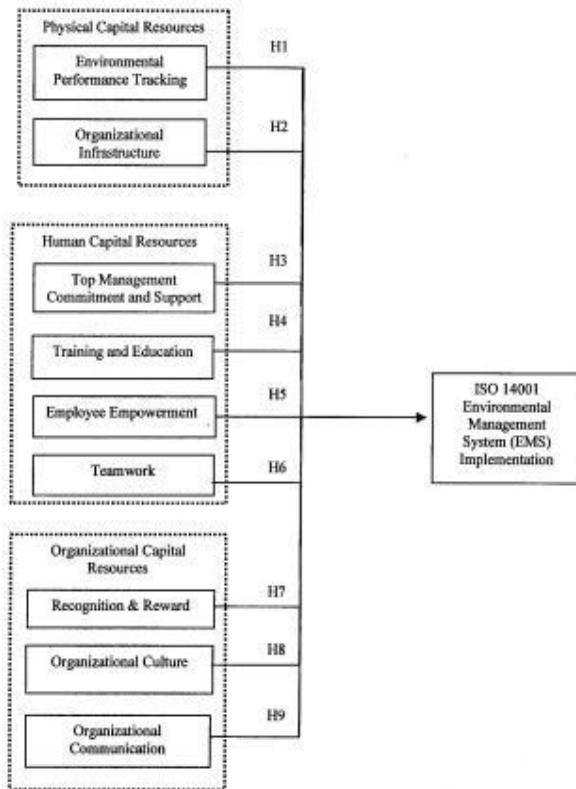 Physical Capital Resources
Environmental
Performance Tracking
H1
Organizational
Infrastructure
H2
Human Capital Resources
Top Management
Commitment and Support
H3
Training and Education
H4
Employee Empowerment
H5
Teamwork
H6
ISO 14001
Environmental
Management
System (EMS)
Implementation
Organizational Capital
Resources
Recognition & Reward
H7
Organizational Culture
H8
Organizational
Communication
H9